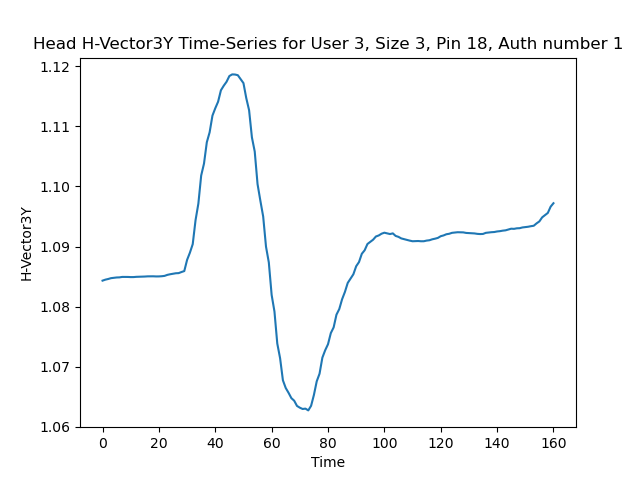 Head H-Vector3Y Time-Series for User 3, Size 3, Pin 18, Auth number 1
1.12
1.11
1.10
1.09
1.08
1.07
1.06
H-Vector3Y
0 20 40 60 80 100 120 140 160
Time